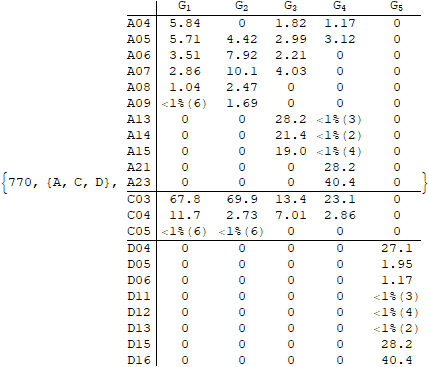 G1 G2 G3 G4 G5
A04 5.84 0 1.82 1.17 0
A05 5.71 4.42 2.99 3.12 0
A06 3.51 7.92 2.21 0 0
A07 2.86 10.1 4.03 0 0
A08 1.04 2.47 0 0 0
A09 <1%(6) 1.69 0 0 0
A13 0 0 28.2 <1%(3) 0
A14 0 0 21.4 <1%(2) 0
A15 0 0 19.0 <1%(4) 0
A21 0 0 0 28.2 0
{770, {A, C, D}, A23 0 0 0 40.4 0 }
C03 67.8 69.9 13.4 23.1 0
C04 11.7 2.73 7.01 2.86 0
C05 <1%(6) <1%(6) 0 0 0
D04 0 0 0 0 27.1
D05 0 0 0 0 1.95
D06 0 0 0 0 1.17
D11 0 0 0 0 <1%(3)
D12 0 0 0 0 <1%(4)
D13 0 0 0 0 <1%(2)
D15 0 0 0 0 28.2
D16 0 0 0 0 40.4